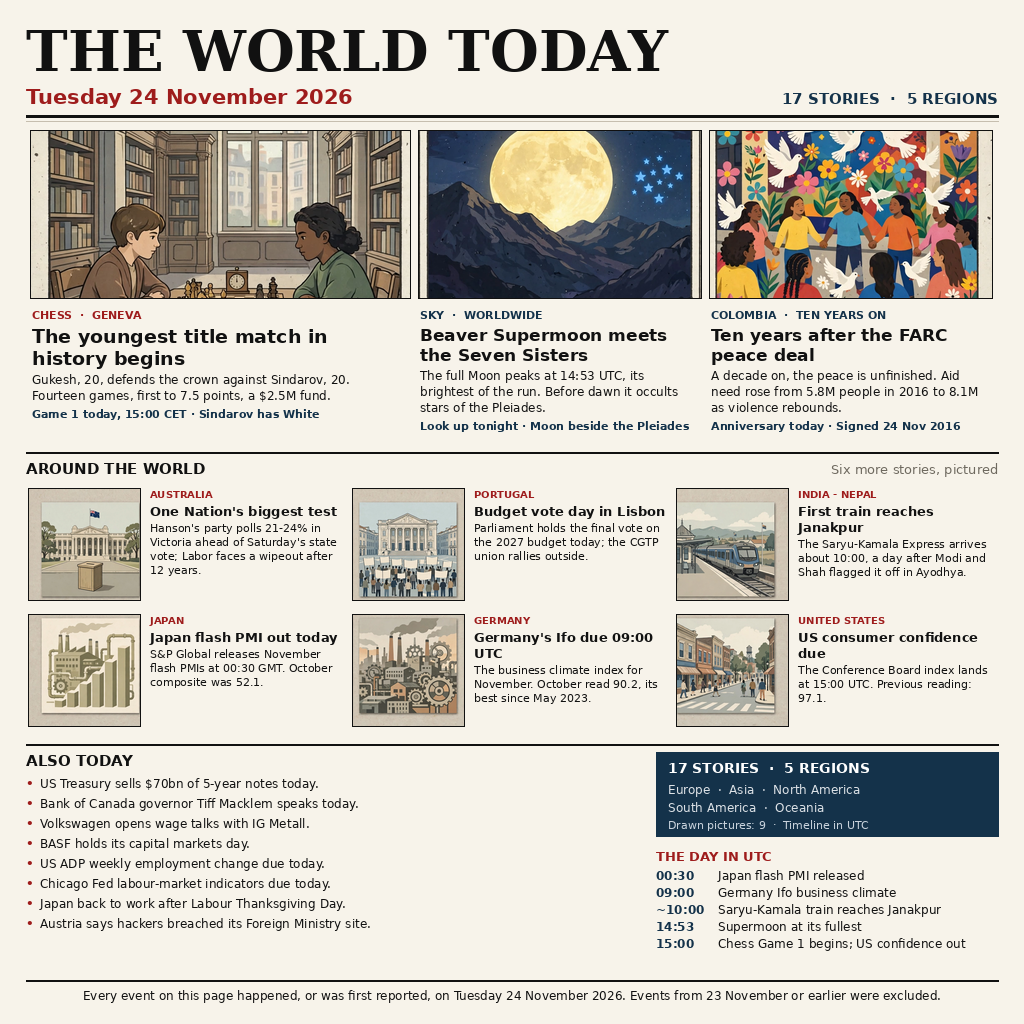 THE WORLD TODAY
Tuesday 24 November 2026
17 STORIES · 5 REGIONS
CHESS · GENEVA
The youngest title match in
history begins
Gukesh, 20, defends the crown against Sindarov, 20.
Fourteen games, first to 7.5 points, a $2.5M fund.
Game 1 today, 15:00 CET · Sindarov has White
SKY · WORLDWIDE
Beaver Supermoon meets
the Seven Sisters
The full Moon peaks at 14:53 UTC, its
brightest of the run. Before dawn it occults
stars of the Pleiades.
Look up tonight · Moon beside the Pleiades
COLOMBIA · TEN YEARS ON
Ten years after the FARC
peace deal
A decade on, the peace is unfinished. Aid
need rose from 5.8M people in 2016 to 8.1M
as violence rebounds.
Anniversary today · Signed 24 Nov 2016
AROUND THE WORLD
Six more stories, pictured
AUSTRALIA
One Nation's biggest test
Hanson's party polls 21-24% in
Victoria ahead of Saturday's state
vote; Labor faces a wipeout after
12 years.
PORTUGAL
Budget vote day in Lisbon
Parliament holds the final vote on
the 2027 budget today; the CGTP
union rallies outside.
INDIA - NEPAL
First train reaches
Janakpur
The Saryu-Kamala Express arrives
about 10:00, a day after Modi and
Shah flagged it off in Ayodhya.
JAPAN
Japan flash PMI out today
S&P Global releases November
flash PMIs at 00:30 GMT. October
composite was 52.1.
GERMANY
Germany's Ifo due 09:00
UTC
The business climate index for
November. October read 90.2, its
best since May 2023.
UNITED STATES
US consumer confidence
due
The Conference Board index lands
at 15:00 UTC. Previous reading:
97.1.
ALSO TODAY
• US Treasury sells $70bn of 5-year notes today.
• Bank of Canada governor Tiff Macklem speaks today.
• Volkswagen opens wage talks with IG Metall.
• BASF holds its capital markets day.
• US ADP weekly employment change due today.
• Chicago Fed labour-market indicators due today.
• Japan back to work after Labour Thanksgiving Day.
• Austria says hackers breached its Foreign Ministry site.
17 STORIES · 5 REGIONS
Europe · Asia · North America
South America · Oceania
Drawn pictures: 9 · Timeline in UTC
THE DAY IN UTC
00:30 Japan flash PMI released
09:00 Germany Ifo business climate
~10:00 Saryu-Kamala train reaches Janakpur
14:53 Supermoon at its fullest
15:00 Chess Game 1 begins; US confidence out
Every event on this page happened, or was first reported, on Tuesday 24 November 2026. Events from 23 November or earlier were excluded.